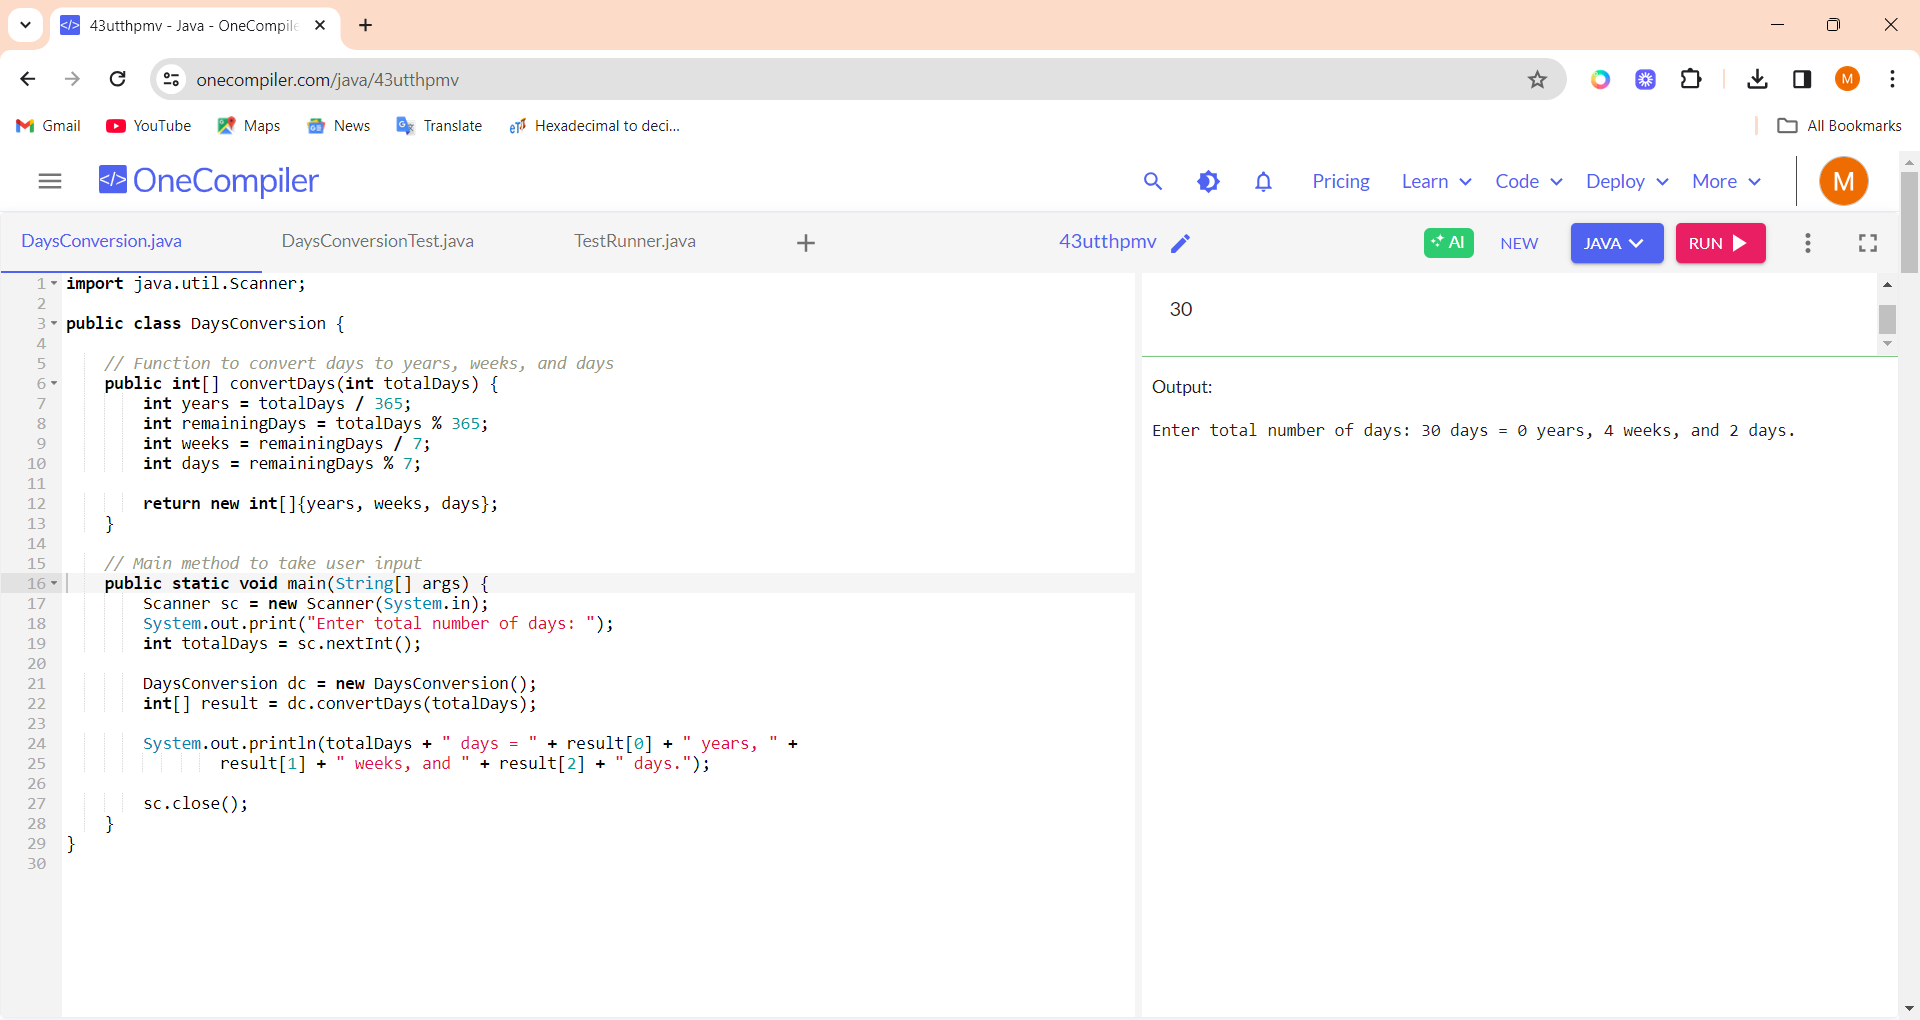 43utthpmv - Java - OneCompile
onecompiler.com/java/43utthpmv
M
Gmail YouTube Maps News Translate Hexadecimal to deci... All Bookmarks
</> OneCompiler Pricing Learn Code Deploy More M
DaysConversion.java DaysConversionTest.java TestRunner.java + 43utthpmv AI NEW JAVA RUN
1 import java.util.Scanner;
2
3 public class DaysConversion {
4
5 // Function to convert days to years, weeks, and days
6 public int[] convertDays(int totalDays) {
7 int years = totalDays / 365;
8 int remainingDays = totalDays % 365;
9 int weeks = remainingDays / 7;
10 int days = remainingDays % 7;
11
12 return new int[]{years, weeks, days};
13 }
14
15 // Main method to take user input
16 public static void main(String[] args) {
17 Scanner sc = new Scanner(System.in);
18 System.out.print("Enter total number of days: ");
19 int totalDays = sc.nextInt();
20
21 DaysConversion dc = new DaysConversion();
22 int[] result = dc.convertDays(totalDays);
23
24 System.out.println(totalDays + " days = " + result[0] + " years, " +
25 result[1] + " weeks, and " + result[2] + " days.");
26
27 sc.close();
28 }
29 }
30
30
Output:
Enter total number of days: 30 days = 0 years, 4 weeks, and 2 days.